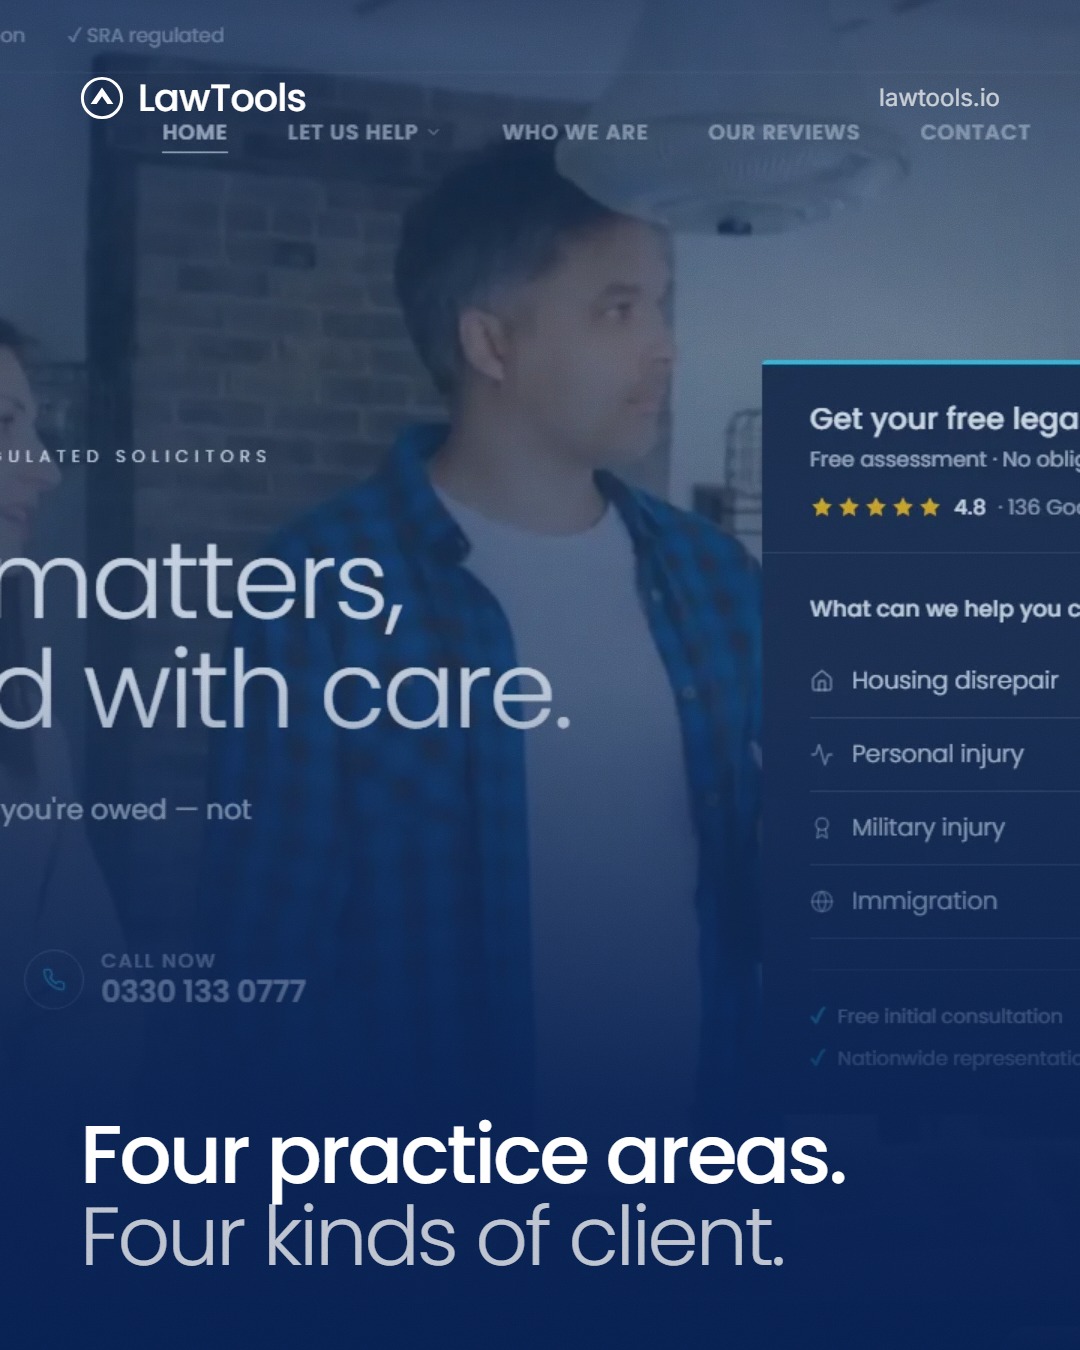 on ✓ SRA regulated
LawTools
lawtools.io
HOME LET US HELP WHO WE ARE OUR REVIEWS CONTACT
Get your free lega
Free assessment · No oblig
GULATED SOLICITORS
★★★★★ 4.8 · 136 Goo
matters,
d with care.
What can we help you c
Housing disrepair
Personal injury
you're owed — not
Military injury
Immigration
CALL NOW
0330 133 0777
✓ Free initial consultation
✓ Nationwide representatio
Four practice areas.
Four kinds of client.